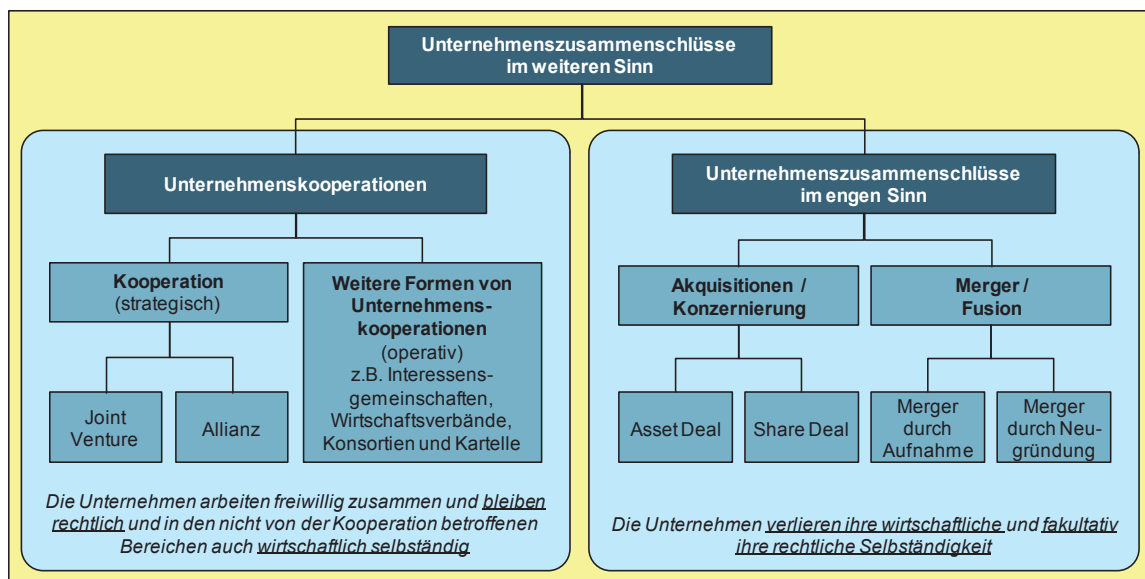 Unternehmenszusammenschlüsse
im weiteren Sinn
Unternehmenskooperationen
Kooperation
(strategisch)
Joint
Venture
Allianz
Weitere Formen von
Unternehmens-
kooperationen
(operativ)
z.B. Interessens-
gemeinschaften,
Wirtschaftsverbände,
Konsortien und Kartelle
Die Unternehmen arbeiten freiwillig zusammen und bleiben
rechtlich und in den nicht von der Kooperation betroffenen
Bereichen auch wirtschaftlich selbständig
Unternehmenszusammenschlüsse
im engen Sinn
Akquisitionen /
Konzernierung
Asset Deal
Share Deal
Merger /
Fusion
Merger
durch
Aufnahme
Merger
durch Neu-
gründung
Die Unternehmen verlieren ihre wirtschaftliche und fakultativ
ihre rechtliche Selbständigkeit